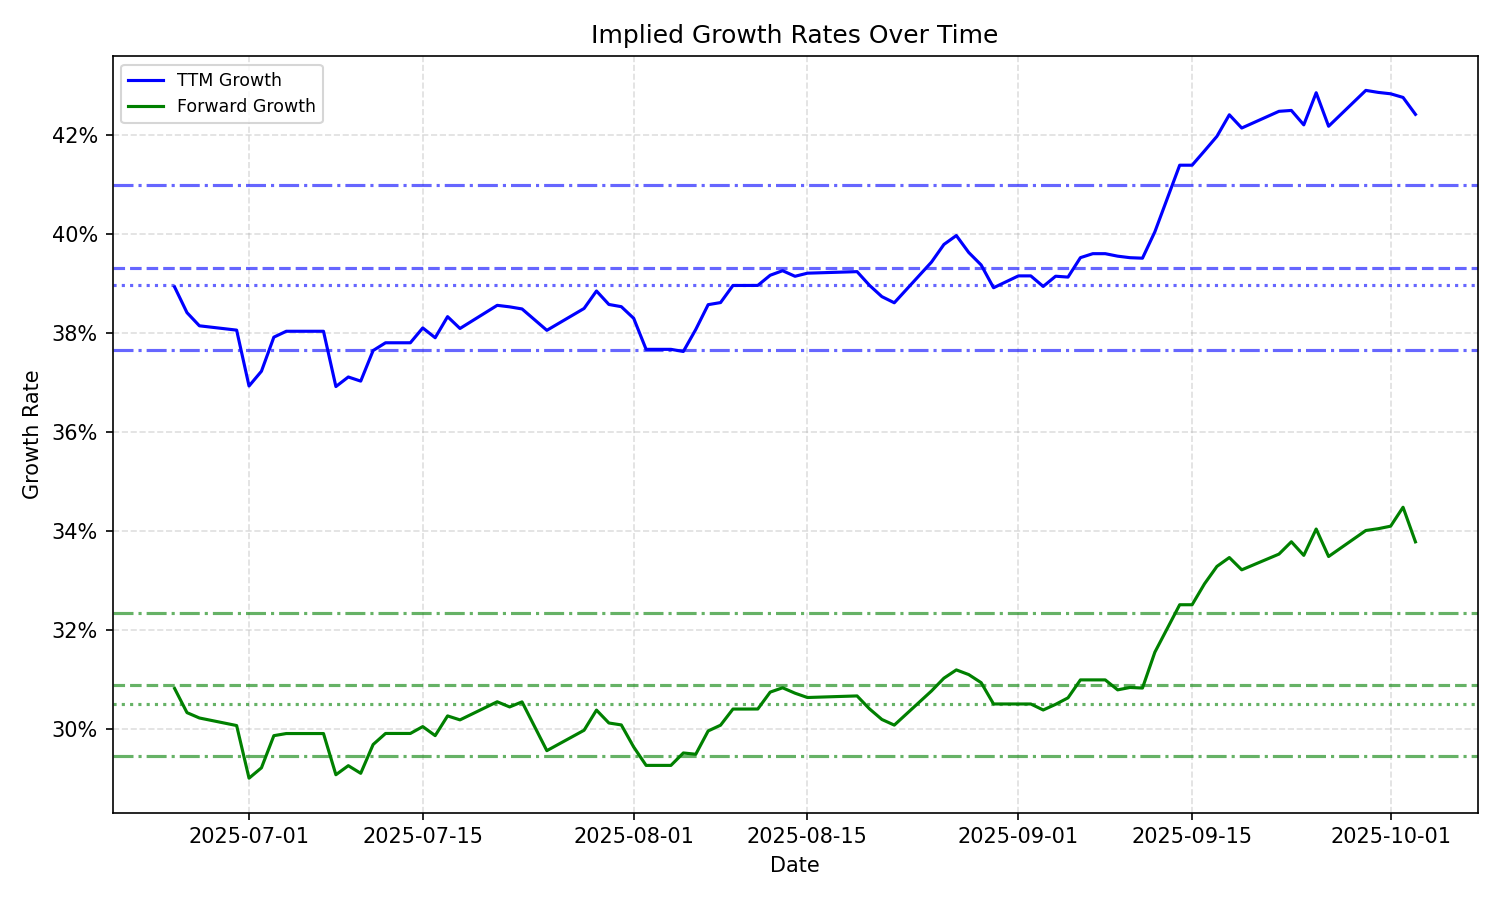 Implied Growth Rates Over Time
TTM Growth
Forward Growth
42%
40%
38%
36%
34%
32%
30%
Growth Rate
2025-07-01
2025-07-15
2025-08-01
2025-08-15
2025-09-01
2025-09-15
2025-10-01
Date